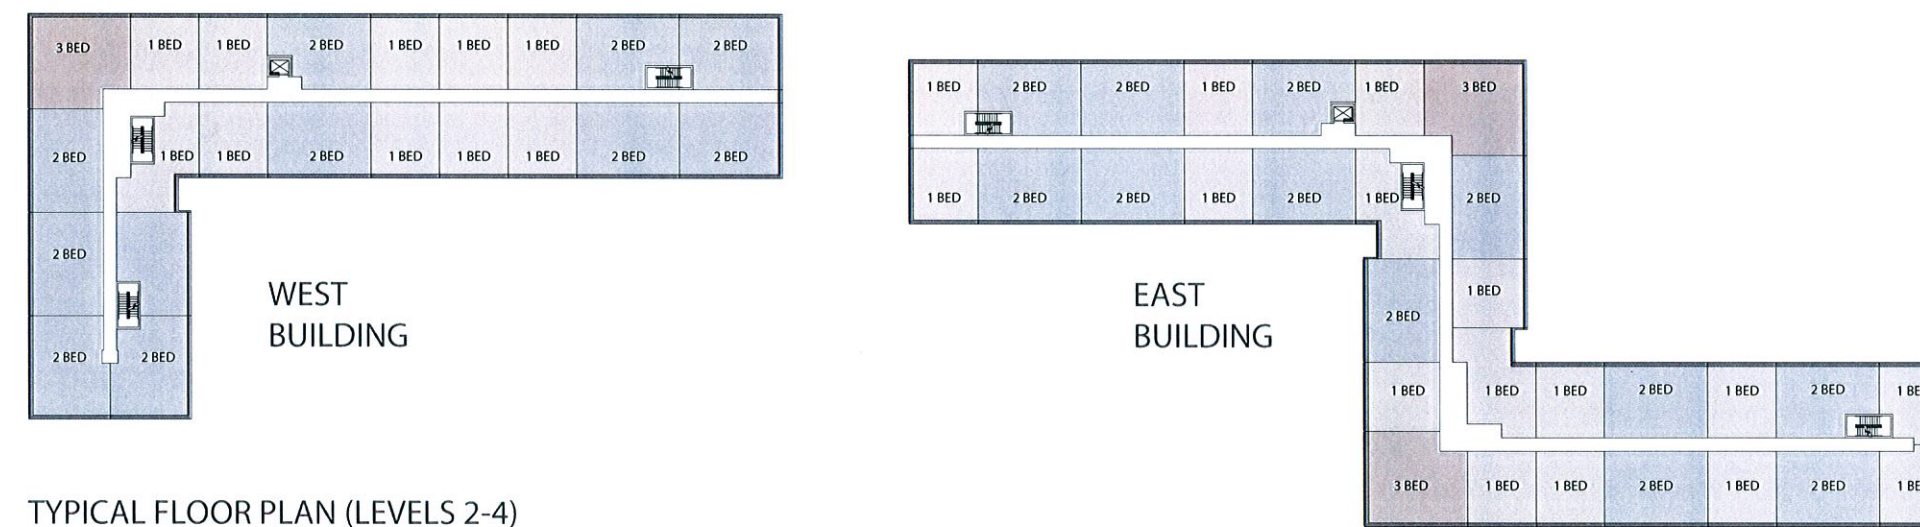 3 BED 1 BED 1 BED 2 BED 1 BED 1 BED 1 BED 2 BED 2 BED
1 BED 2 BED 2 BED 1 BED 2 BED 1 BED 3 BED
2 BED 1 BED 1 BED 2 BED 1 BED 1 BED 1 BED 2 BED 2 BED
1 BED 2 BED 2 BED 1 BED 2 BED 1 BED 2 BED
2 BED
WEST
BUILDING
EAST
BUILDING
1 BED
2 BED
2 BED 2 BED
1 BED 1 BED 1 BED 2 BED 1 BED 2 BED 1 BE
3 BED 1 BED 1 BED 2 BED 1 BED 2 BED 1 BE
TYPICAL FLOOR PLAN (LEVELS 2-4)